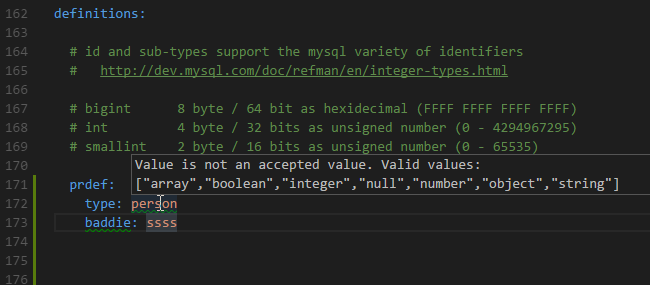 162 definitions:
163
164 # id and sub-types support the mysql variety of identifiers
165 #   http://dev.mysql.com/doc/refman/en/integer-types.html
166
167 # bigint    8 byte / 64 bit as hexidecimal (FFFF FFFF FFFF FFFF)
168 # int       4 byte / 32 bits as unsigned number (0 - 4294967295)
169 # smallint  2 byte / 16 bits as unsigned number (0 - 65535)
170
Value is not an accepted value. Valid values:
["array","boolean","integer","null","number","object","string"]
171 prdef:
172 type: person
173 baddie: ssss
174
175
176